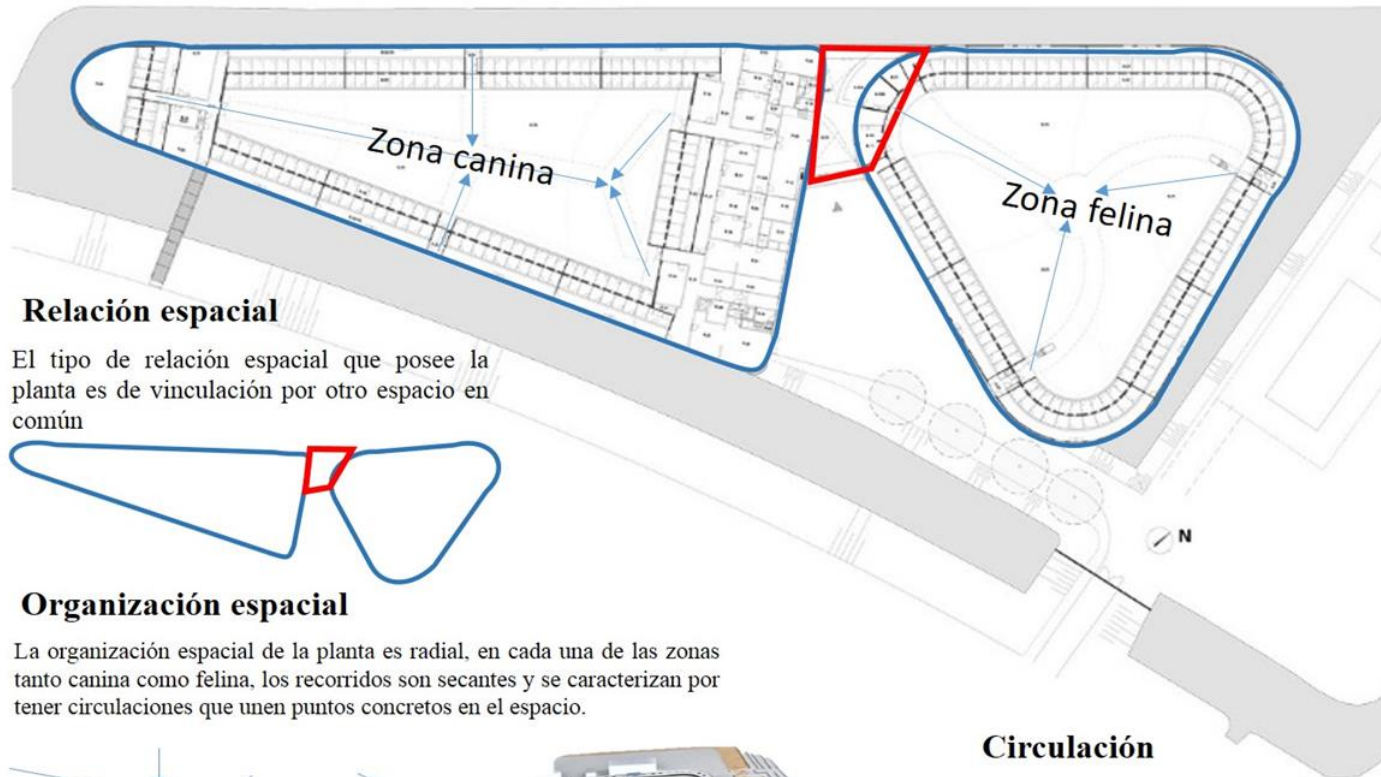 Zona canina
Zona felina
Relación espacial
El tipo de relación espacial que posee la
planta es de vinculación por otro espacio en
común
N
Organización espacial
La organización espacial de la planta es radial, en cada una de las zonas
tanto canina como felina, los recorridos son secantes y se caracterizan por
tener circulaciones que unen puntos concretos en el espacio.
Circulación